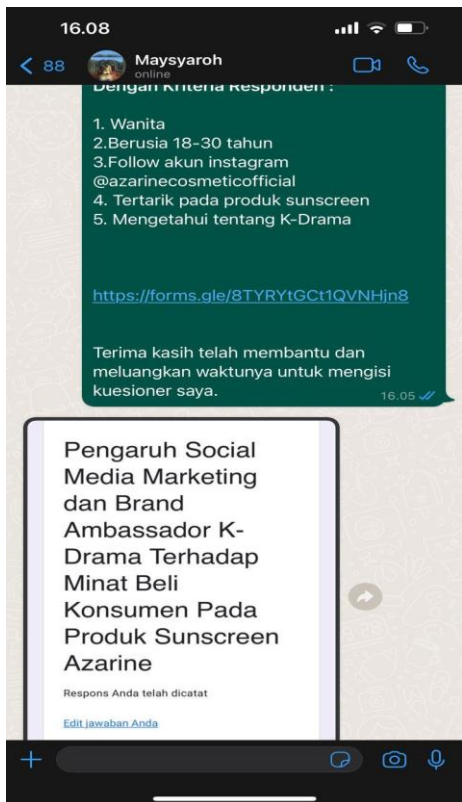 16.08
88
Maysyaroh
online
Dengan Kriteria Responden :
1. Wanita
2.Berusia 18-30 tahun
3.Follow akun instagram
@azarinecosmeticofficial
4. Tertarik pada produk sunscreen
5. Mengetahui tentang K-Drama
https://forms.gle/8TYRYtGCt1QVNHjn8
Terima kasih telah membantu dan
meluangkan waktunya untuk mengisi
kuesioner saya.
16.05
Pengaruh Social
Media Marketing
dan Brand
Ambassador K-
Drama Terhadap
Minat Beli
Konsumen Pada
Produk Sunscreen
Azarine
Respons Anda telah dicatat
Edit jawaban Anda